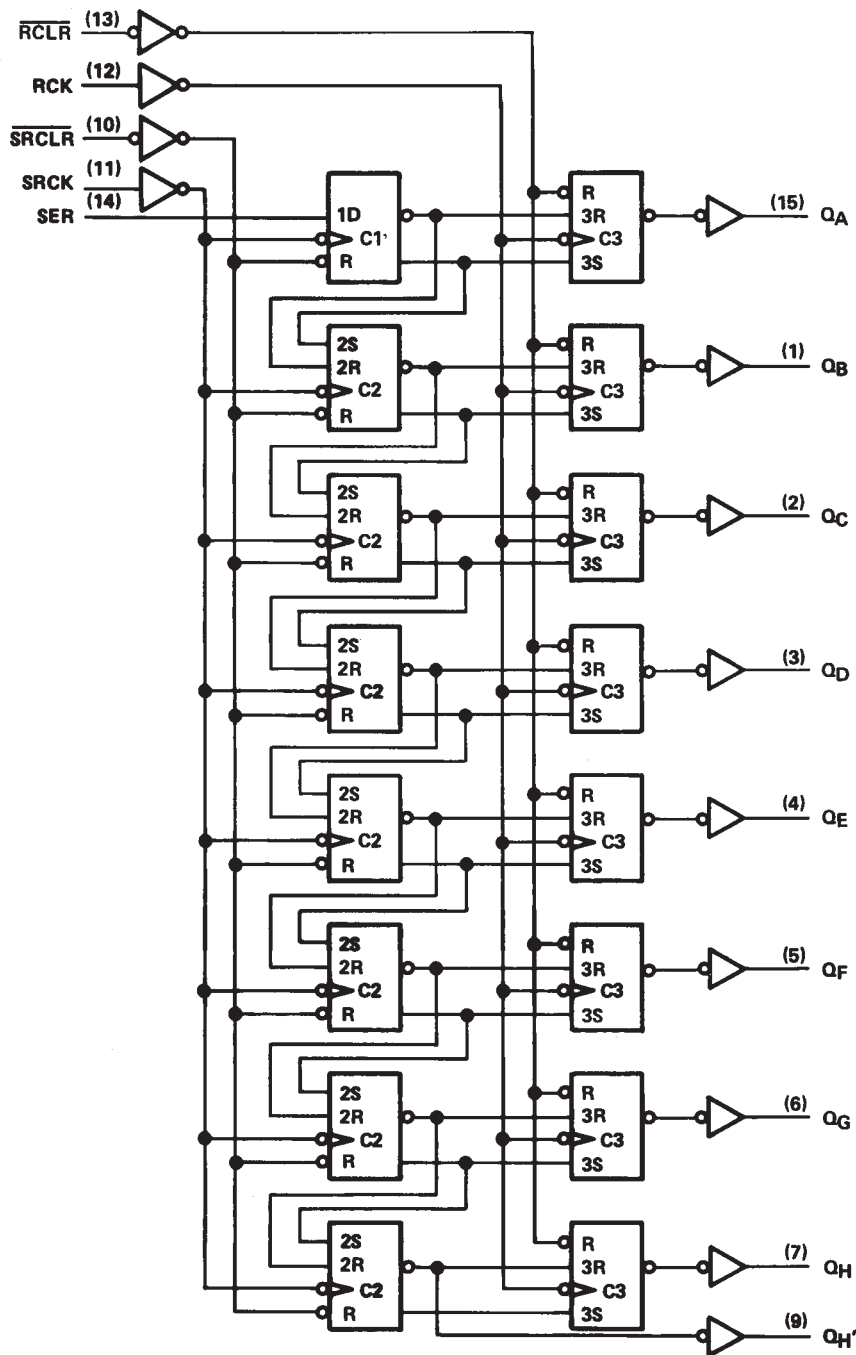 RCLR (13)
RCK (12)
SRCLR (10)
SRCK (11)
SER (14)
1D
C1
R
R
3R
C3
3S
(15) QA
2S
2R
C2
R
R
3R
C3
3S
(1) QB
2S
2R
C2
R
R
3R
C3
3S
(2) QC
2S
2R
C2
R
R
3R
C3
3S
(3) QD
2S
2R
C2
R
R
3R
C3
3S
(4) QE
2S
2R
C2
R
R
3R
C3
3S
(5) QF
2S
2R
C2
R
R
3R
C3
3S
(6) QG
2S
2R
C2
R
R
3R
C3
3S
(7) QH
(9) QH'